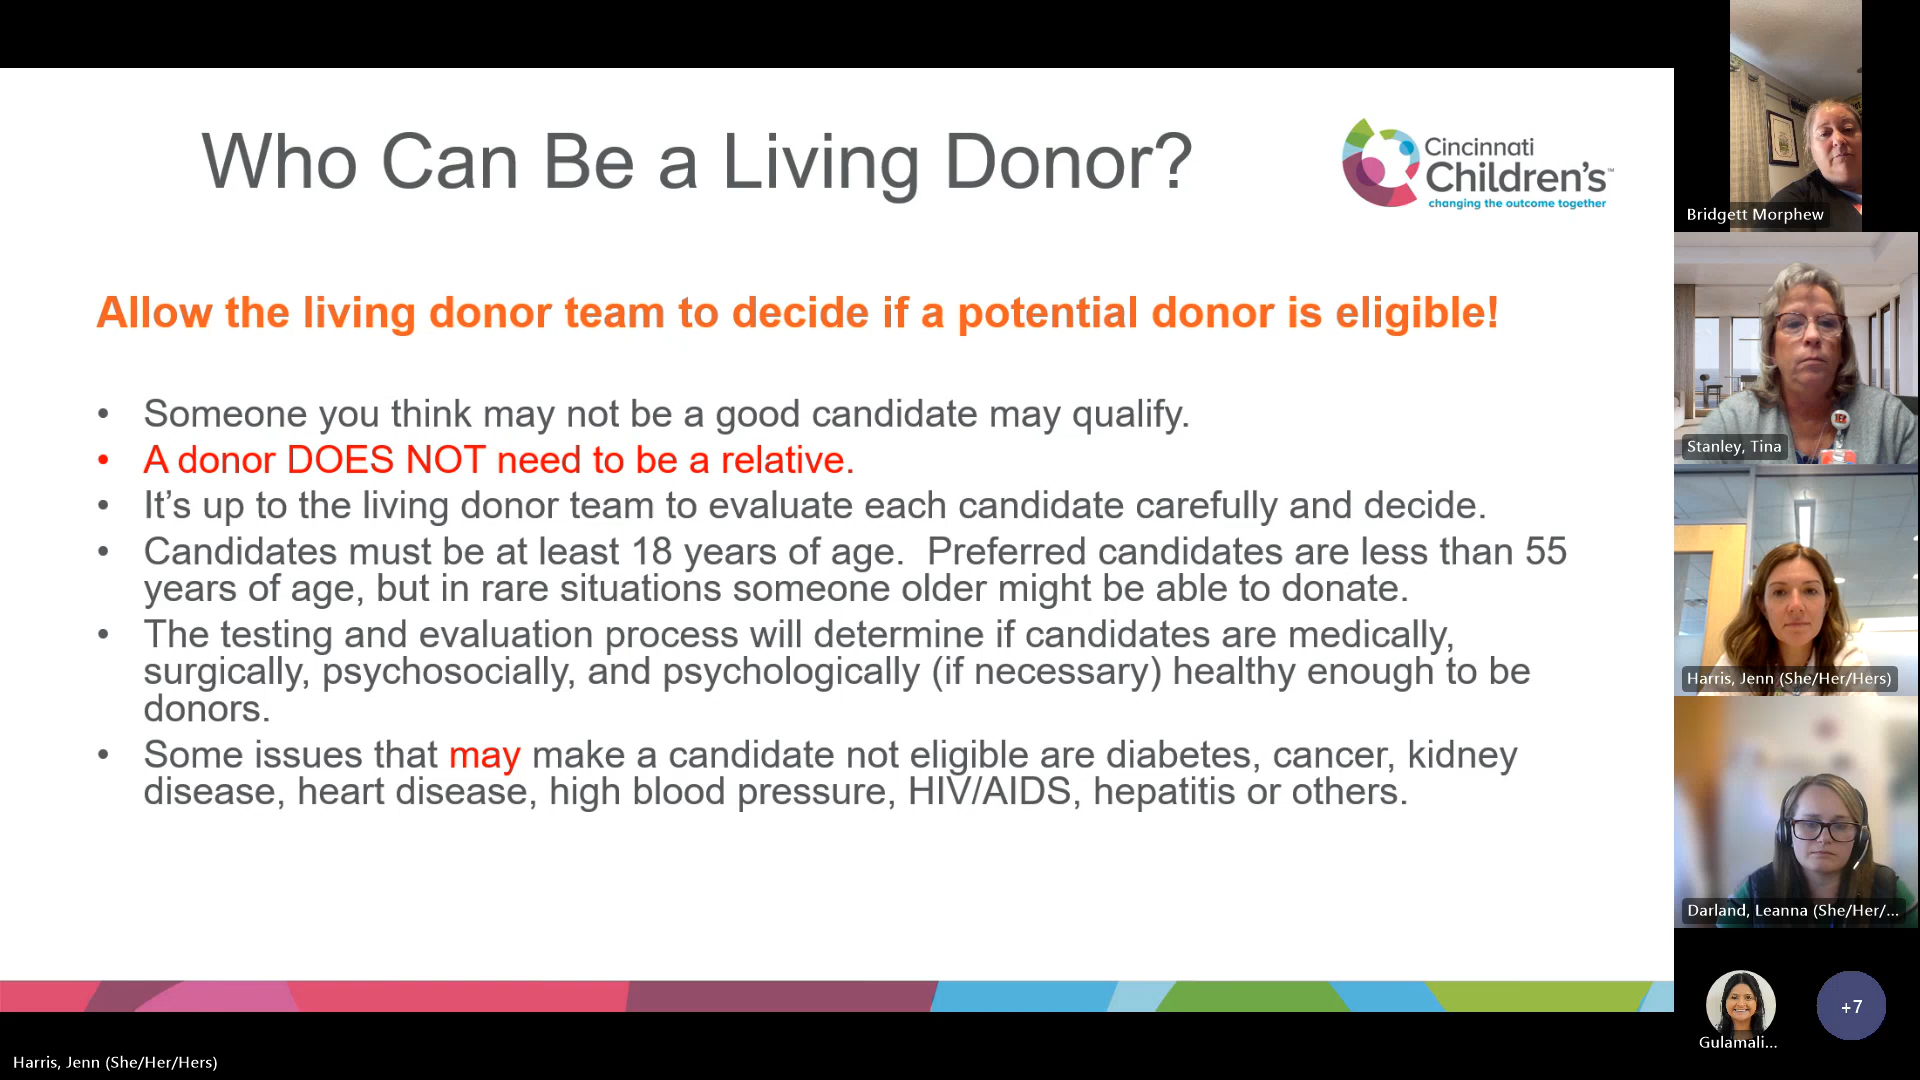 Who Can Be a Living Donor?
Cincinnati
Children's™
changing the outcome together
Allow the living donor team to decide if a potential donor is eligible!
• Someone you think may not be a good candidate may qualify.
• A donor DOES NOT need to be a relative.
• It’s up to the living donor team to evaluate each candidate carefully and decide.
• Candidates must be at least 18 years of age.  Preferred candidates are less than 55
years of age, but in rare situations someone older might be able to donate.
• The testing and evaluation process will determine if candidates are medically,
surgically, psychosocially, and psychologically (if necessary) healthy enough to be
donors.
• Some issues that may make a candidate not eligible are diabetes, cancer, kidney
disease, heart disease, high blood pressure, HIV/AIDS, hepatitis or others.
Bridgett Morphew
Stanley, Tina
Harris, Jenn (She/Her/Hers)
Darland, Leanna (She/Her/...
Gulamali...
+7
Harris, Jenn (She/Her/Hers)